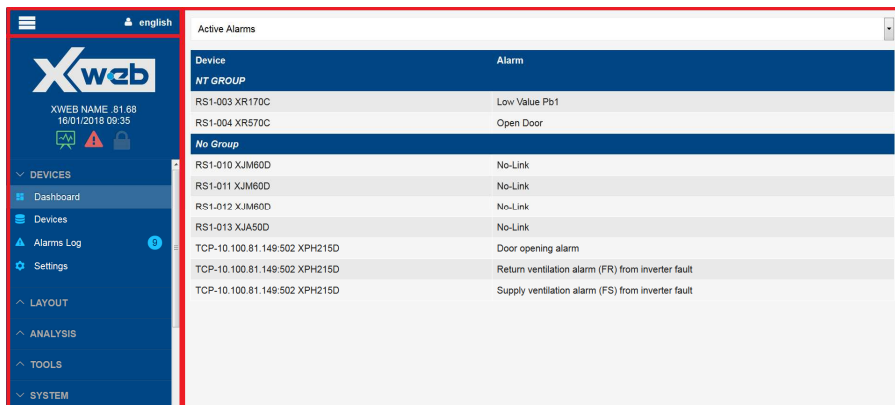 english
Xweb
XWEB NAME .81.68
16/01/2018 09:35
DEVICES
Dashboard
Devices
Alarms Log 9
Settings
LAYOUT
ANALYSIS
TOOLS
SYSTEM
Active Alarms
Device Alarm
NT GROUP
RS1-003 XR170C Low Value Pb1
RS1-004 XR570C Open Door
No Group
RS1-010 XJM60D No-Link
RS1-011 XJM60D No-Link
RS1-012 XJM60D No-Link
RS1-013 XJA50D No-Link
TCP-10.100.81.149:502 XPH215D Door opening alarm
TCP-10.100.81.149:502 XPH215D Return ventilation alarm (FR) from inverter fault
TCP-10.100.81.149:502 XPH215D Supply ventilation alarm (FS) from inverter fault